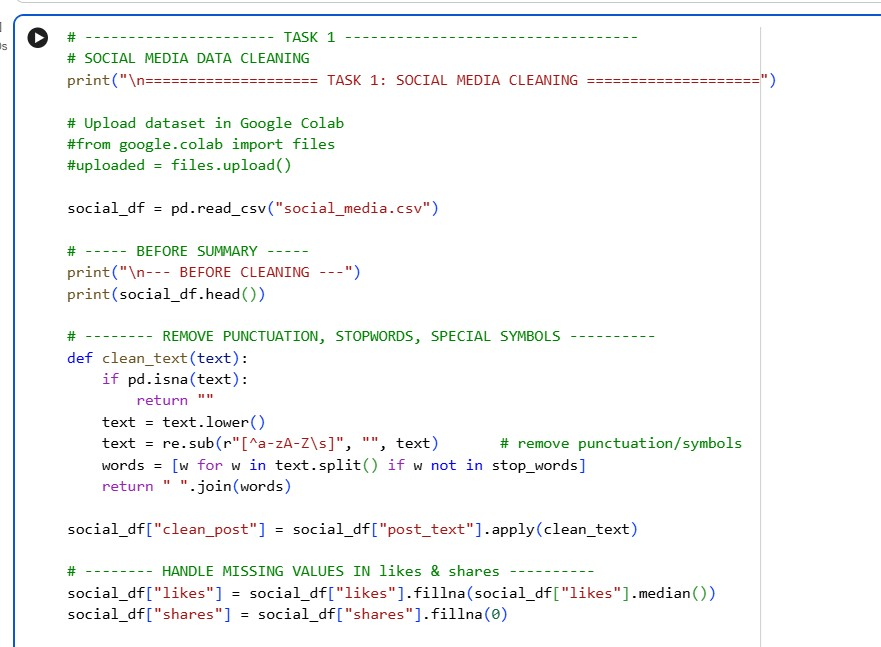 # ---------------------- TASK 1 ----------------------------------
# SOCIAL MEDIA DATA CLEANING
print("\n==================== TASK 1: SOCIAL MEDIA CLEANING ====================")
# Upload dataset in Google Colab
#from google.colab import files
#uploaded = files.upload()
social_df = pd.read_csv("social_media.csv")
# ----- BEFORE SUMMARY -----
print("\n--- BEFORE CLEANING ---")
print(social_df.head())
# -------- REMOVE PUNCTUATION, STOPWORDS, SPECIAL SYMBOLS ----------
def clean_text(text):
    if pd.isna(text):
        return ""
    text = text.lower()
    text = re.sub(r"[^a-zA-Z\s]", "", text)       # remove punctuation/symbols
    words = [w for w in text.split() if w not in stop_words]
    return " ".join(words)
social_df["clean_post"] = social_df["post_text"].apply(clean_text)
# -------- HANDLE MISSING VALUES IN likes & shares ----------
social_df["likes"] = social_df["likes"].fillna(social_df["likes"].median())
social_df["shares"] = social_df["shares"].fillna(0)